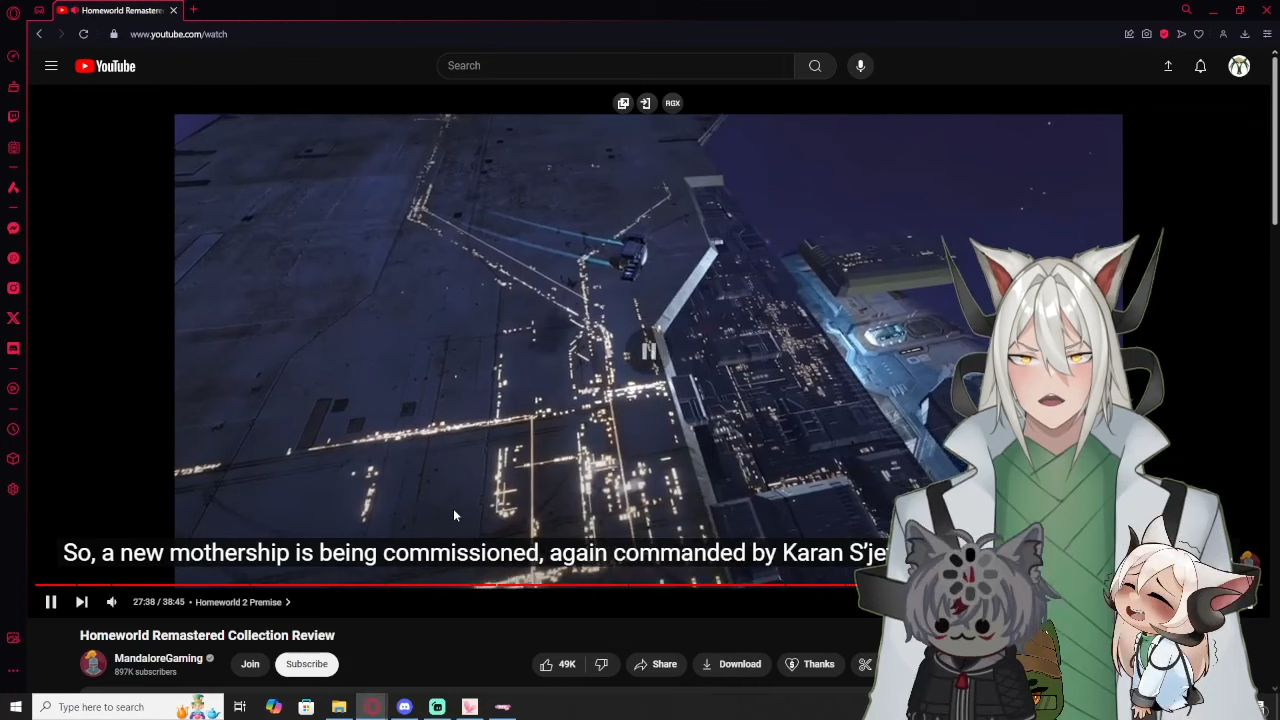 Homeworld Remastere
www.youtube.com/watch
YouTube
Search
RGX
So, a new mothership is being commissioned, again commanded by Karan S'je
27:38 / 38:45 • Homeworld 2 Premise
Homeworld Remastered Collection Review
MandaloreGaming
897K subscribers
Join
Subscribe
49K
Share
Download
Thanks
Type here to search